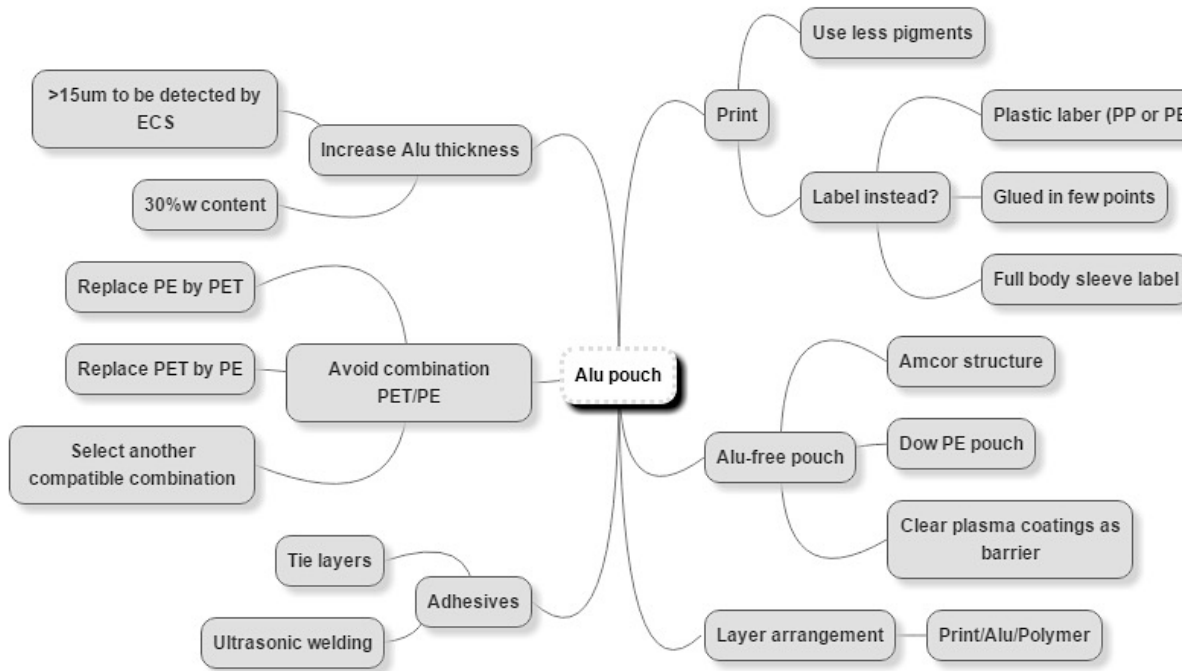 Alu pouch
Increase Alu thickness
>15um to be detected by
ECS
30%w content
Avoid combination
PET/PE
Replace PE by PET
Replace PET by PE
Select another
compatible combination
Adhesives
Tie layers
Ultrasonic welding
Print
Use less pigments
Label instead?
Plastic laber (PP or PE
Glued in few points
Full body sleeve label
Alu-free pouch
Amcor structure
Dow PE pouch
Clear plasma coatings as
barrier
Layer arrangement
Print/Alu/Polymer